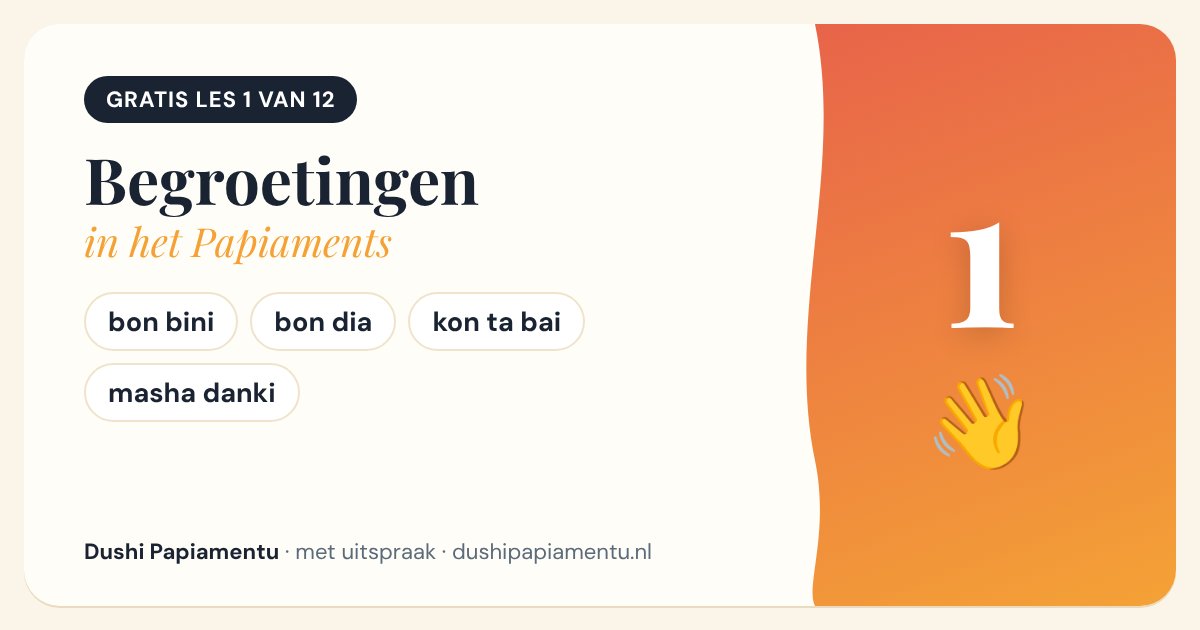 GRATIS LES 1 VAN 12
Begroetingen
in het Papiaments
bon bini bon dia kon ta bai
masha danki
1
Dushi Papiamentu · met uitspraak · dushipapiamentu.nl